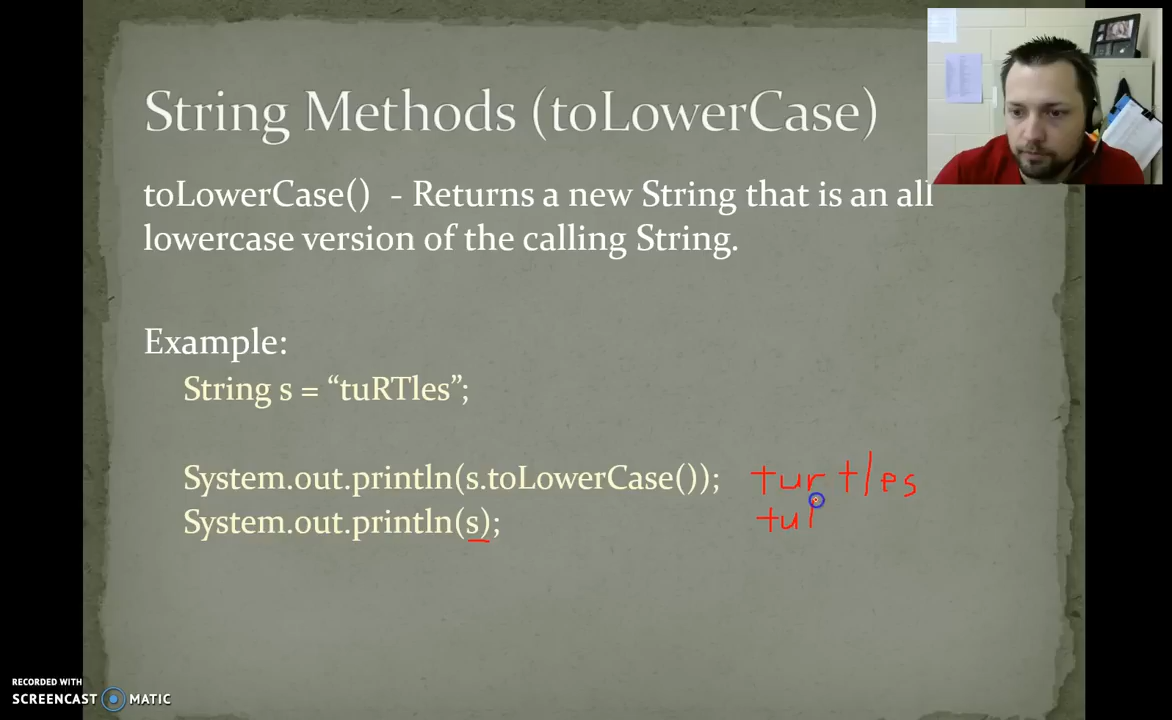 String Methods (toLowerCase)
toLowerCase() - Returns a new String that is an all
lowercase version of the calling String.
Example:
String s = “tuRTles”;
System.out.println(s.toLowerCase()); turtles
System.out.println(s); tur
RECORDED WITH
SCREENCAST MATIC